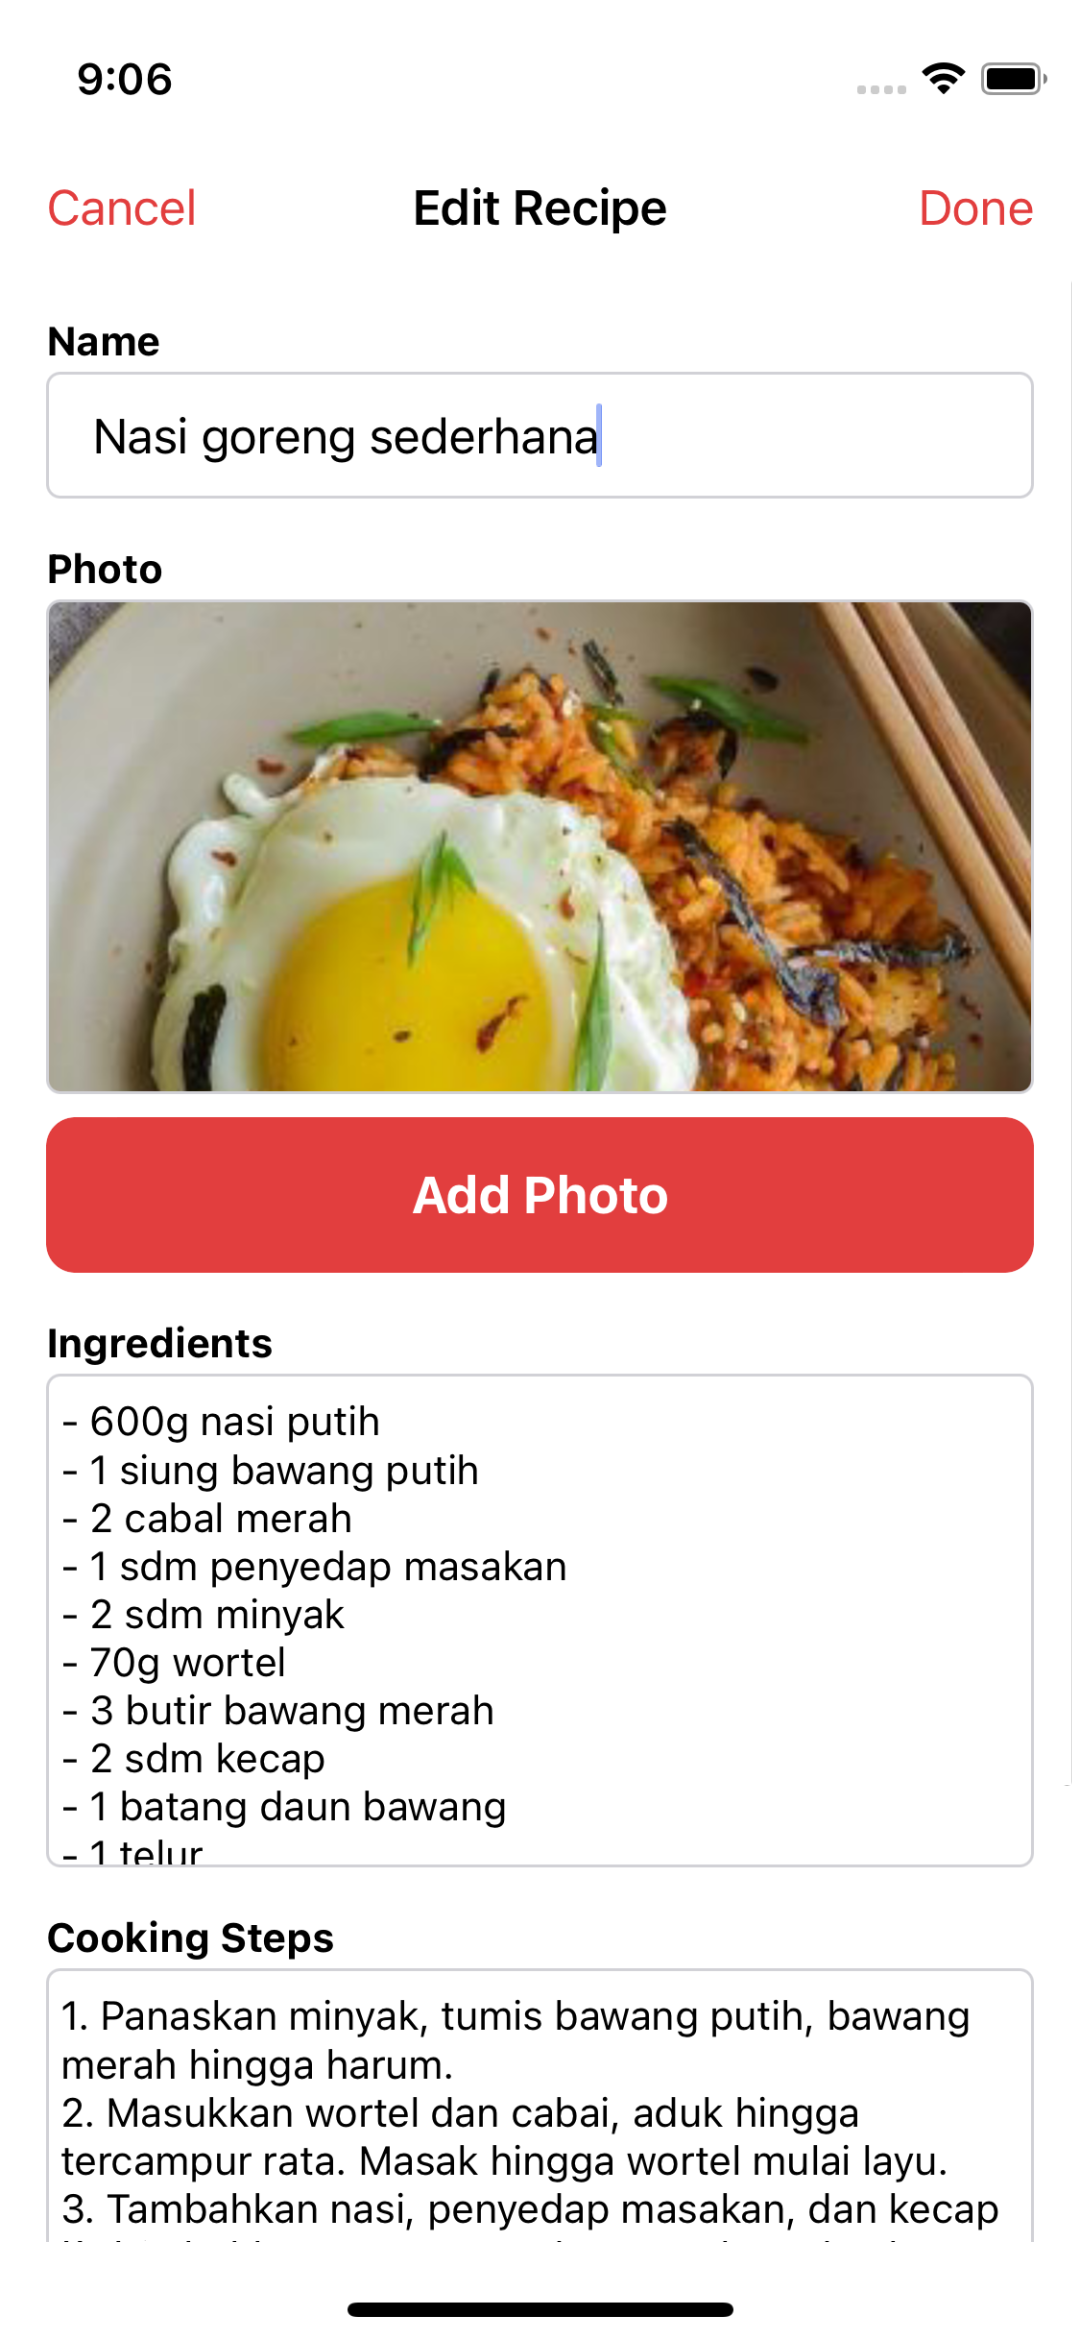 9:06
Cancel
Edit Recipe
Done
Name
Nasi goreng sederhana
Photo
Add Photo
Ingredients
- 600g nasi putih
- 1 siung bawang putih
- 2 cabal merah
- 1 sdm penyedap masakan
- 2 sdm minyak
- 70g wortel
- 3 butir bawang merah
- 2 sdm kecap
- 1 batang daun bawang
- 1 telur
Cooking Steps
1. Panaskan minyak, tumis bawang putih, bawang
merah hingga harum.
2. Masukkan wortel dan cabai, aduk hingga
tercampur rata. Masak hingga wortel mulai layu.
3. Tambahkan nasi, penyedap masakan, dan kecap